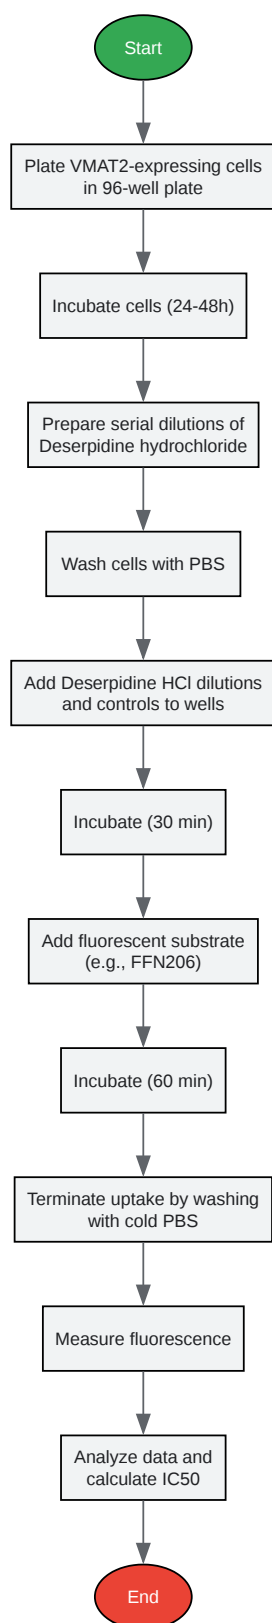 Start
Plate VMAT2-expressing cells
in 96-well plate
Incubate cells (24-48h)
Prepare serial dilutions of
Deserpidine hydrochloride
Wash cells with PBS
Add Deserpidine HCl dilutions
and controls to wells
Incubate (30 min)
Add fluorescent substrate
(e.g., FFN206)
Incubate (60 min)
Terminate uptake by washing
with cold PBS
Measure fluorescence
Analyze data and
calculate IC50
End